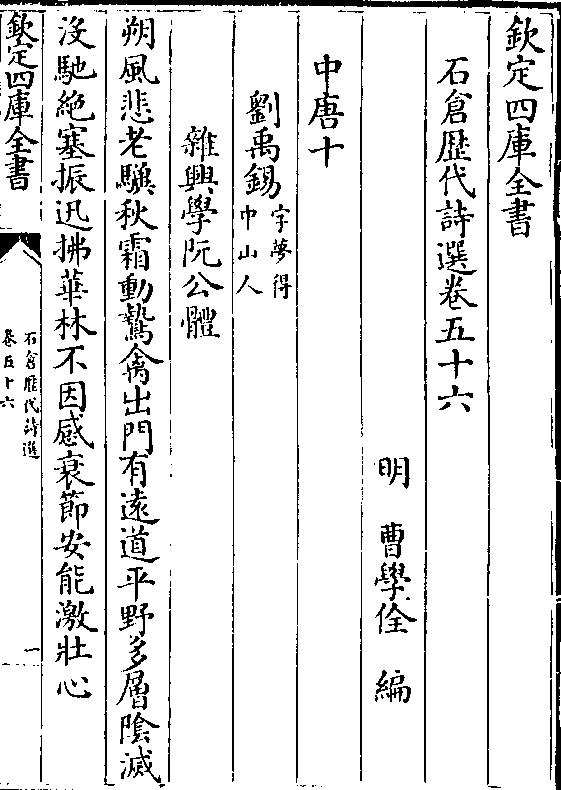 欽定四庫全書
石倉歴代詩選卷五十六
明　曹學佺　編
中唐十
劉禹錫字夢得中山人
雜興學阮公體
朔風悲老驥秋霜動鷙禽出門有遠道平野多層陰滅
沒馳絶塞振迅拂華林不因感衰節安能激壯心
欽定四庫全書
石倉歴代詩選
卷五十六
一